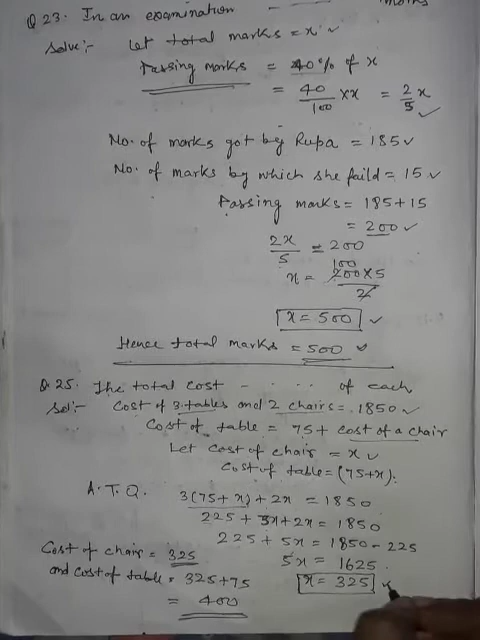 Q 23. In an examination - - - - marks
Solve:- Let total marks = x
Passing marks = 40% of x
= 40/100 × x = 2/5 x
No. of marks got by Rupa = 185
No. of marks by which she faild = 15
Passing marks = 185 + 15
= 200
2x/5 = 200
x = 200 × 5/2
100
x = 500
Hence total marks = 500
Q. 25. The total cost - . . . . of each
Sol:- Cost of 3 tables and 2 chairs = 1850
Cost of table = 75 + cost of a chair
Let cost of chair = x
Cost of table = (75+x).
A.T.Q. 3(75+x) + 2x = 1850
225 + 3x + 2x = 1850
225 + 5x = 1850 - 225
Cost of chair = 325 5x = 1625
and cost of table = 325 + 75 x = 325
= 400